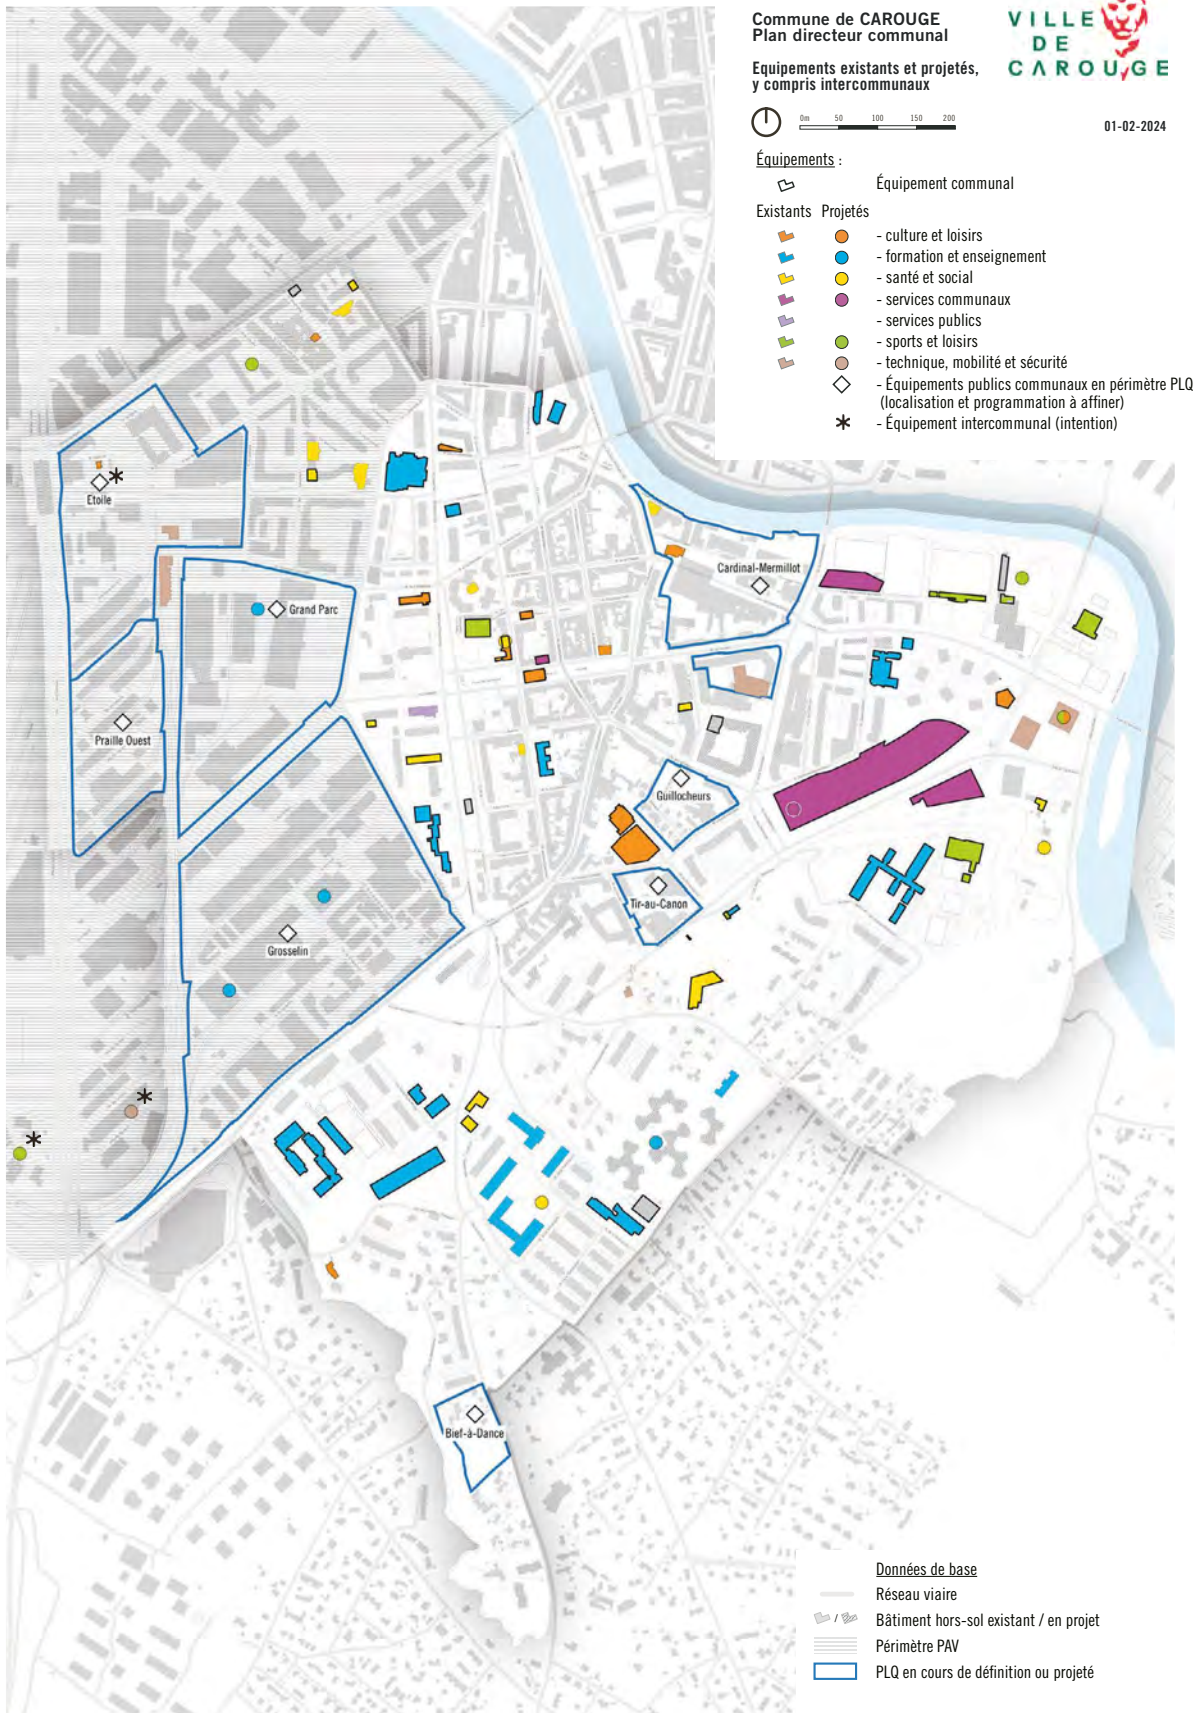 Commune de CAROUGE
Plan directeur communal
Equipements existants et projetés,
y compris intercommunaux
VILLE
DE
CAROUGE
0m 50 100 150 200
01-02-2024
Équipements :
Équipement communal
Existants Projetés
- culture et loisirs
- formation et enseignement
- santé et social
- services communaux
- services publics
- sports et loisirs
- technique, mobilité et sécurité
- Équipements publics communaux en périmètre PLQ
(localisation et programmation à affiner)
- Équipement intercommunal (intention)
Etoile
Cardinal-Mermillot
Grand Parc
Praille Ouest
Guillocheurs
Tir-au-Canon
Grosselin
Bief-à-Dance
Données de base
Réseau viaire
/ Bâtiment hors-sol existant / en projet
Périmètre PAV
PLQ en cours de définition ou projeté